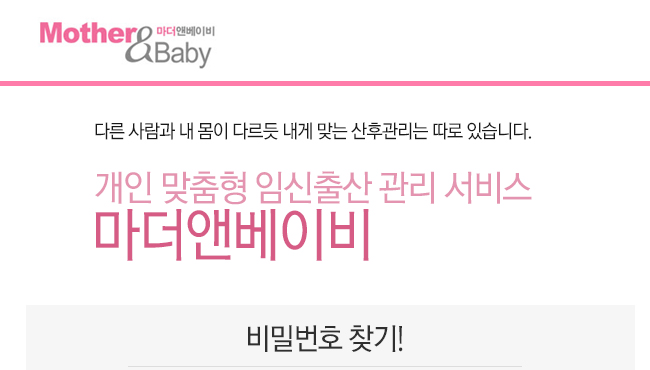 Mother 마더앤베이비
&Baby
다른 사람과 내 몸이 다르듯 내게 맞는 산후관리는 따로 있습니다.
개인 맞춤형 임신출산 관리 서비스
마더앤베이비
비밀번호 찾기!